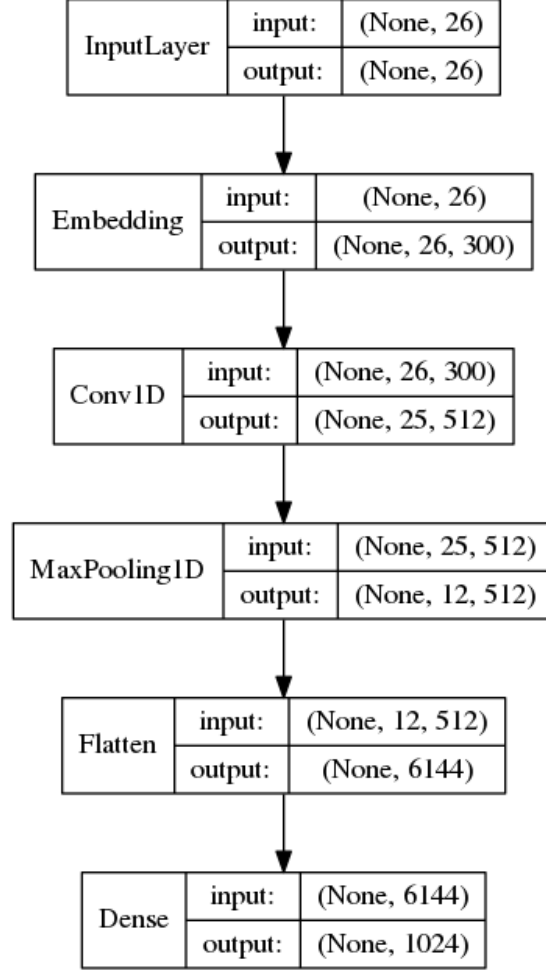 InputLayer
input: (None, 26)
output: (None, 26)
Embedding
input: (None, 26)
output: (None, 26, 300)
Conv1D
input: (None, 26, 300)
output: (None, 25, 512)
MaxPooling1D
input: (None, 25, 512)
output: (None, 12, 512)
Flatten
input: (None, 12, 512)
output: (None, 6144)
Dense
input: (None, 6144)
output: (None, 1024)